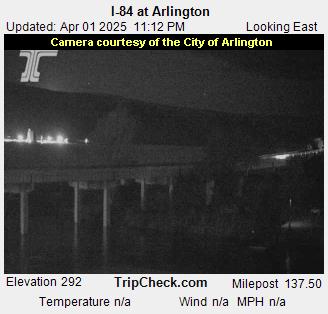 I-84 at Arlington
Updated: Apr 01 2025 11:12 PM Looking East
Camera courtesy of the City of Arlington
Elevation 292 TripCheck.com Milepost 137.50
Temperature n/a Wind n/a MPH n/a